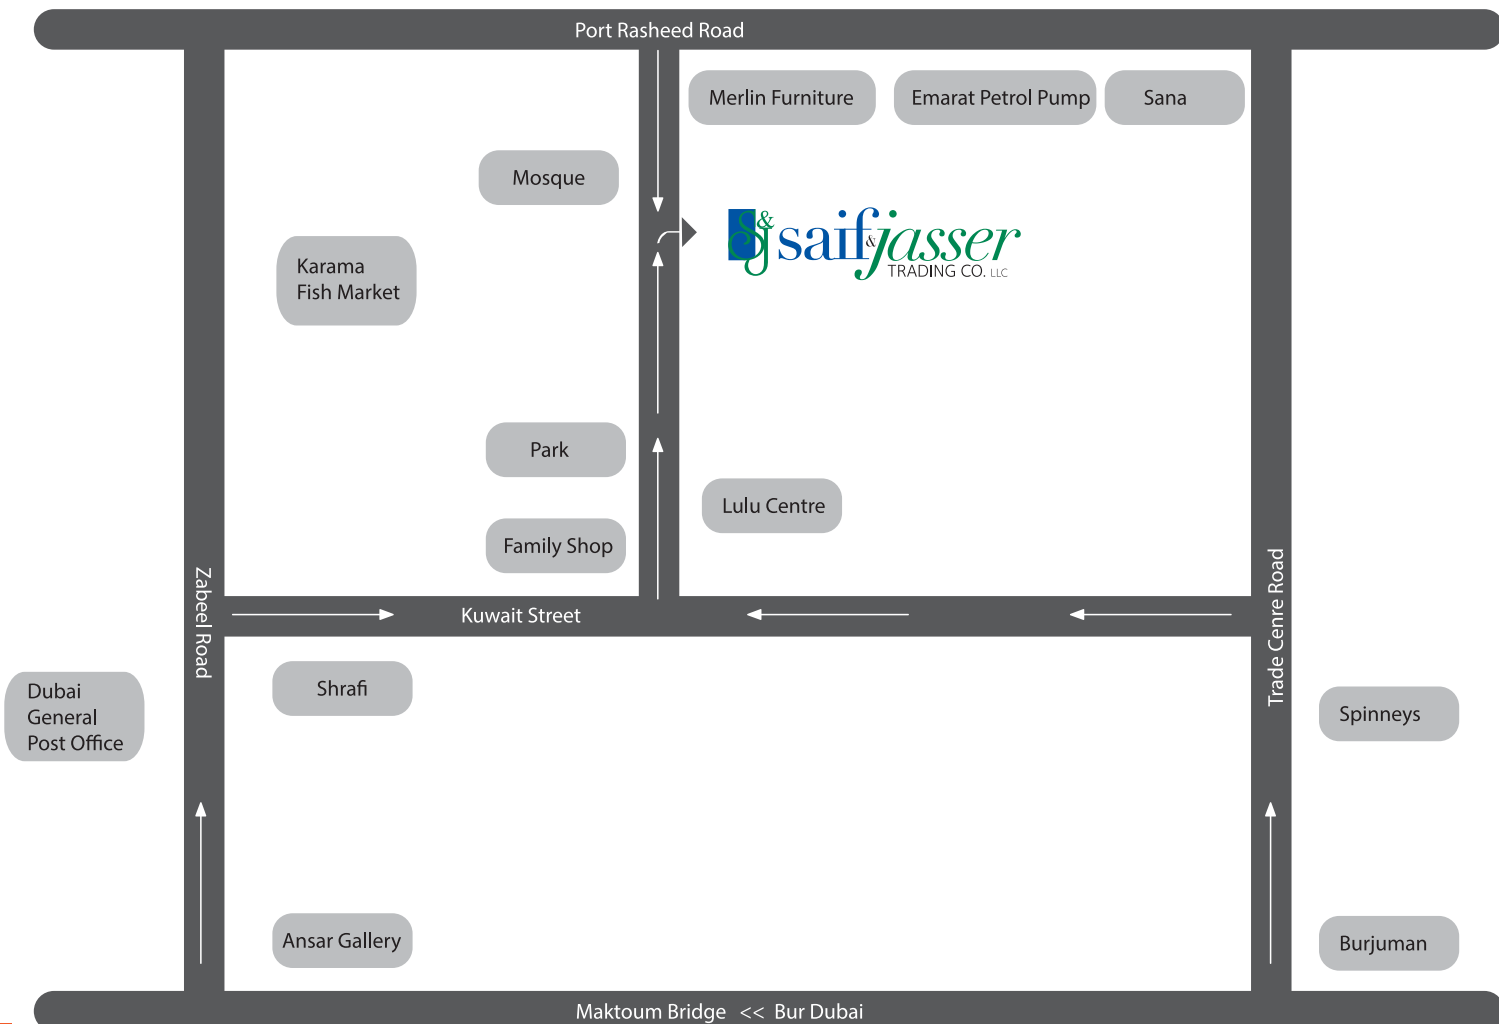 Port Rasheed Road
Merlin Furniture
Emarat Petrol Pump
Sana
Mosque
S&j saif&jasser
TRADING CO. LLC
Karama
Fish Market
Park
Lulu Centre
Family Shop
Zabeel Road
Kuwait Street
Trade Cenre Road
Shrafi
Dubai
General
Post Office
Spinneys
Ansar Gallery
Burjuman
Maktoum Bridge << Bur Dubai